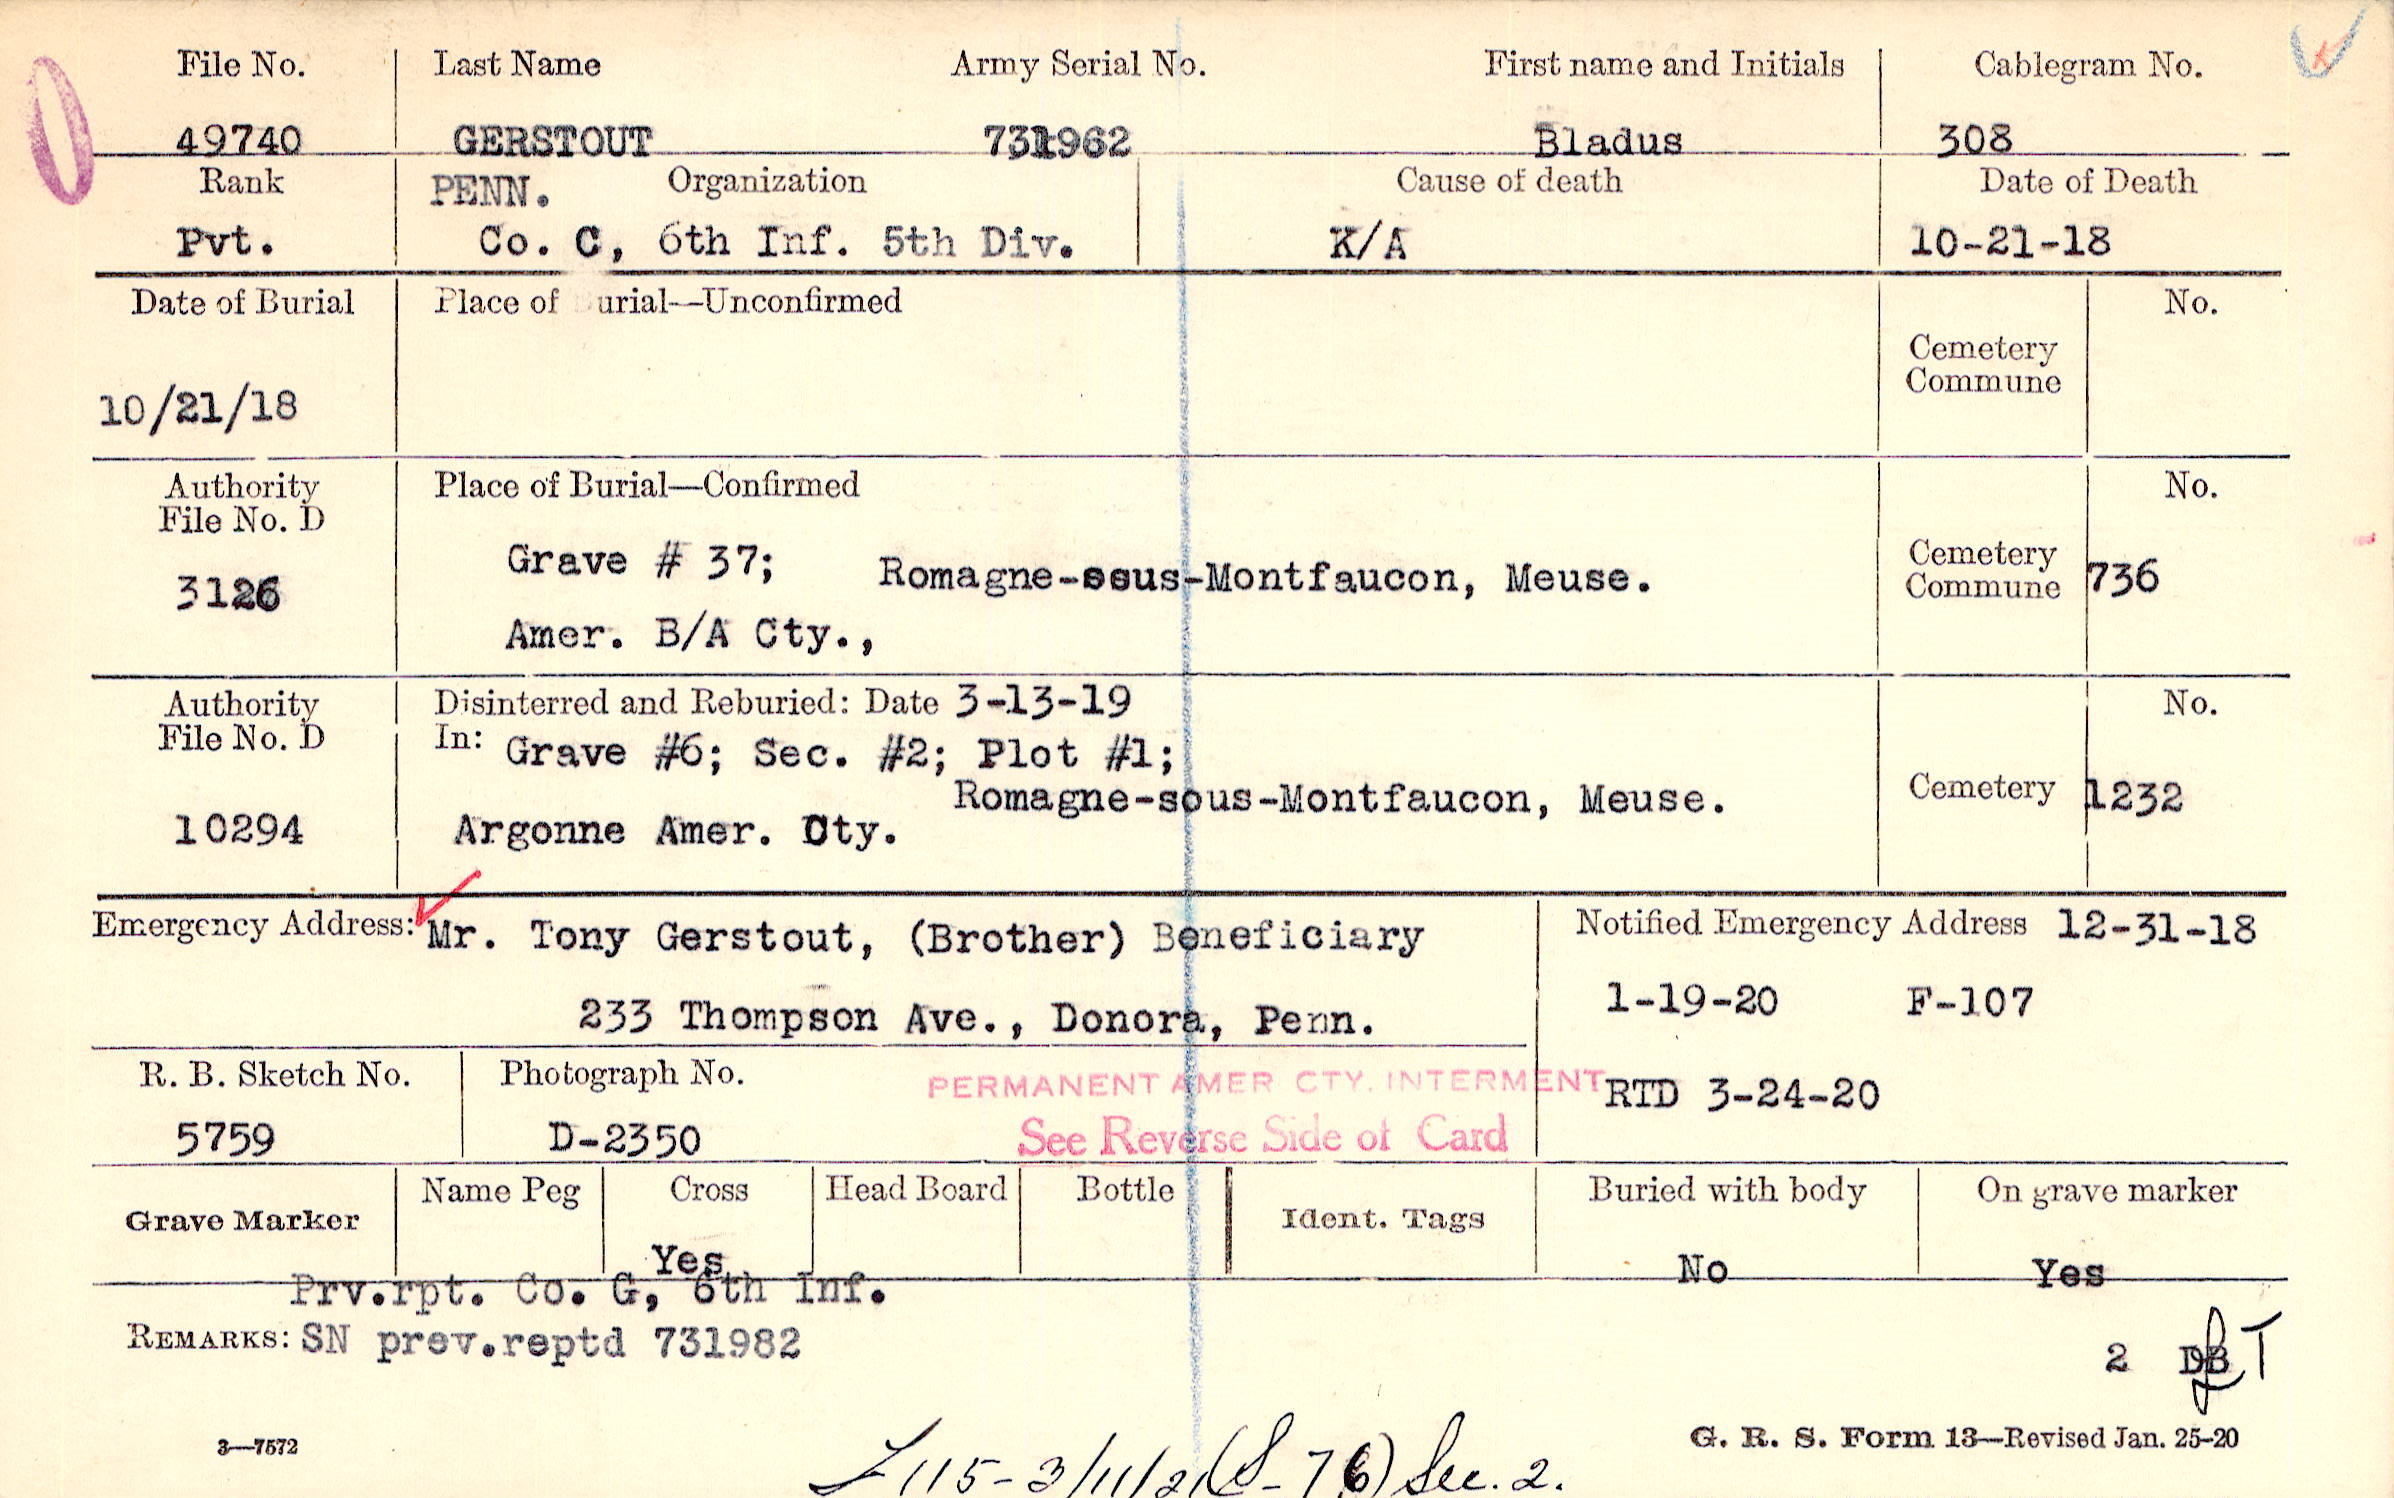 File No. Last Name Army Serial No. First name and Initials Cablegram No.
49740 GERSTOUT 731962 Bladus 308
Rank PENN. Organization Cause of death Date of Death
Pvt. Co. C, 6th Inf. 5th Div. K/A 10-21-18
Date of Burial Place of urial—Unconfirmed No.
Cemetery
Commune
10/21/18
Authority Place of Burial—Confirmed No.
File No. D
Grave # 37; Romagne-sous-Montfaucon, Meuse. Cemetery
Commune 736
3126
Amer. B/A Cty.,
Authority Disinterred and Reburied: Date 3-13-19 No.
File No. D In: Grave #6; Sec. #2; Plot #1;
Romagne-sous-Montfaucon, Meuse. Cemetery 1232
10294 Argonne Amer. Cty.
Emergency Address: Mr. Tony Gerstout, (Brother) Beneficiary Notified Emergency Address 12-31-18
233 Thompson Ave., Donora, Penn. 1-19-20 F-107
R. B. Sketch No. Photograph No. PERMANENT AMER CTY. INTERMENT RTD 3-24-20
5759 D-2350 See Reverse Side of Card
Grave Marker Name Peg Cross Head Board Bottle Ident. Tags Buried with body On grave marker
Yes No Yes
Prv.rpt. Co. G, 6th Inf.
REMARKS: SN prev.reptd 731982
2 DB T
3—7572 G. R. S. Form 13—Revised Jan. 25-20
115-3/11/21(S-76) Sec. 2.